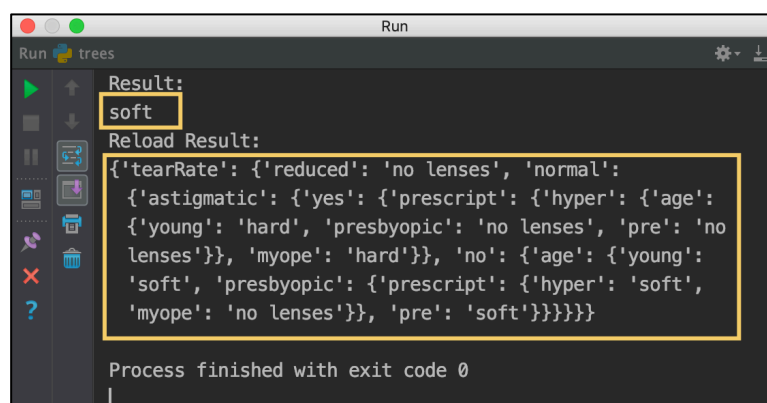 Run
Run trees
Result:
soft
Reload Result:
{'tearRate': {'reduced': 'no lenses', 'normal':
{'astigmatic': {'yes': {'prescript': {'hyper': {'age':
{'young': 'hard', 'presbyopic': 'no lenses', 'pre': 'no
lenses'}}, 'myope': 'hard'}}, 'no': {'age': {'young':
'soft', 'presbyopic': {'prescript': {'hyper': 'soft',
'myope': 'no lenses'}}, 'pre': 'soft'}}}}}}
Process finished with exit code 0